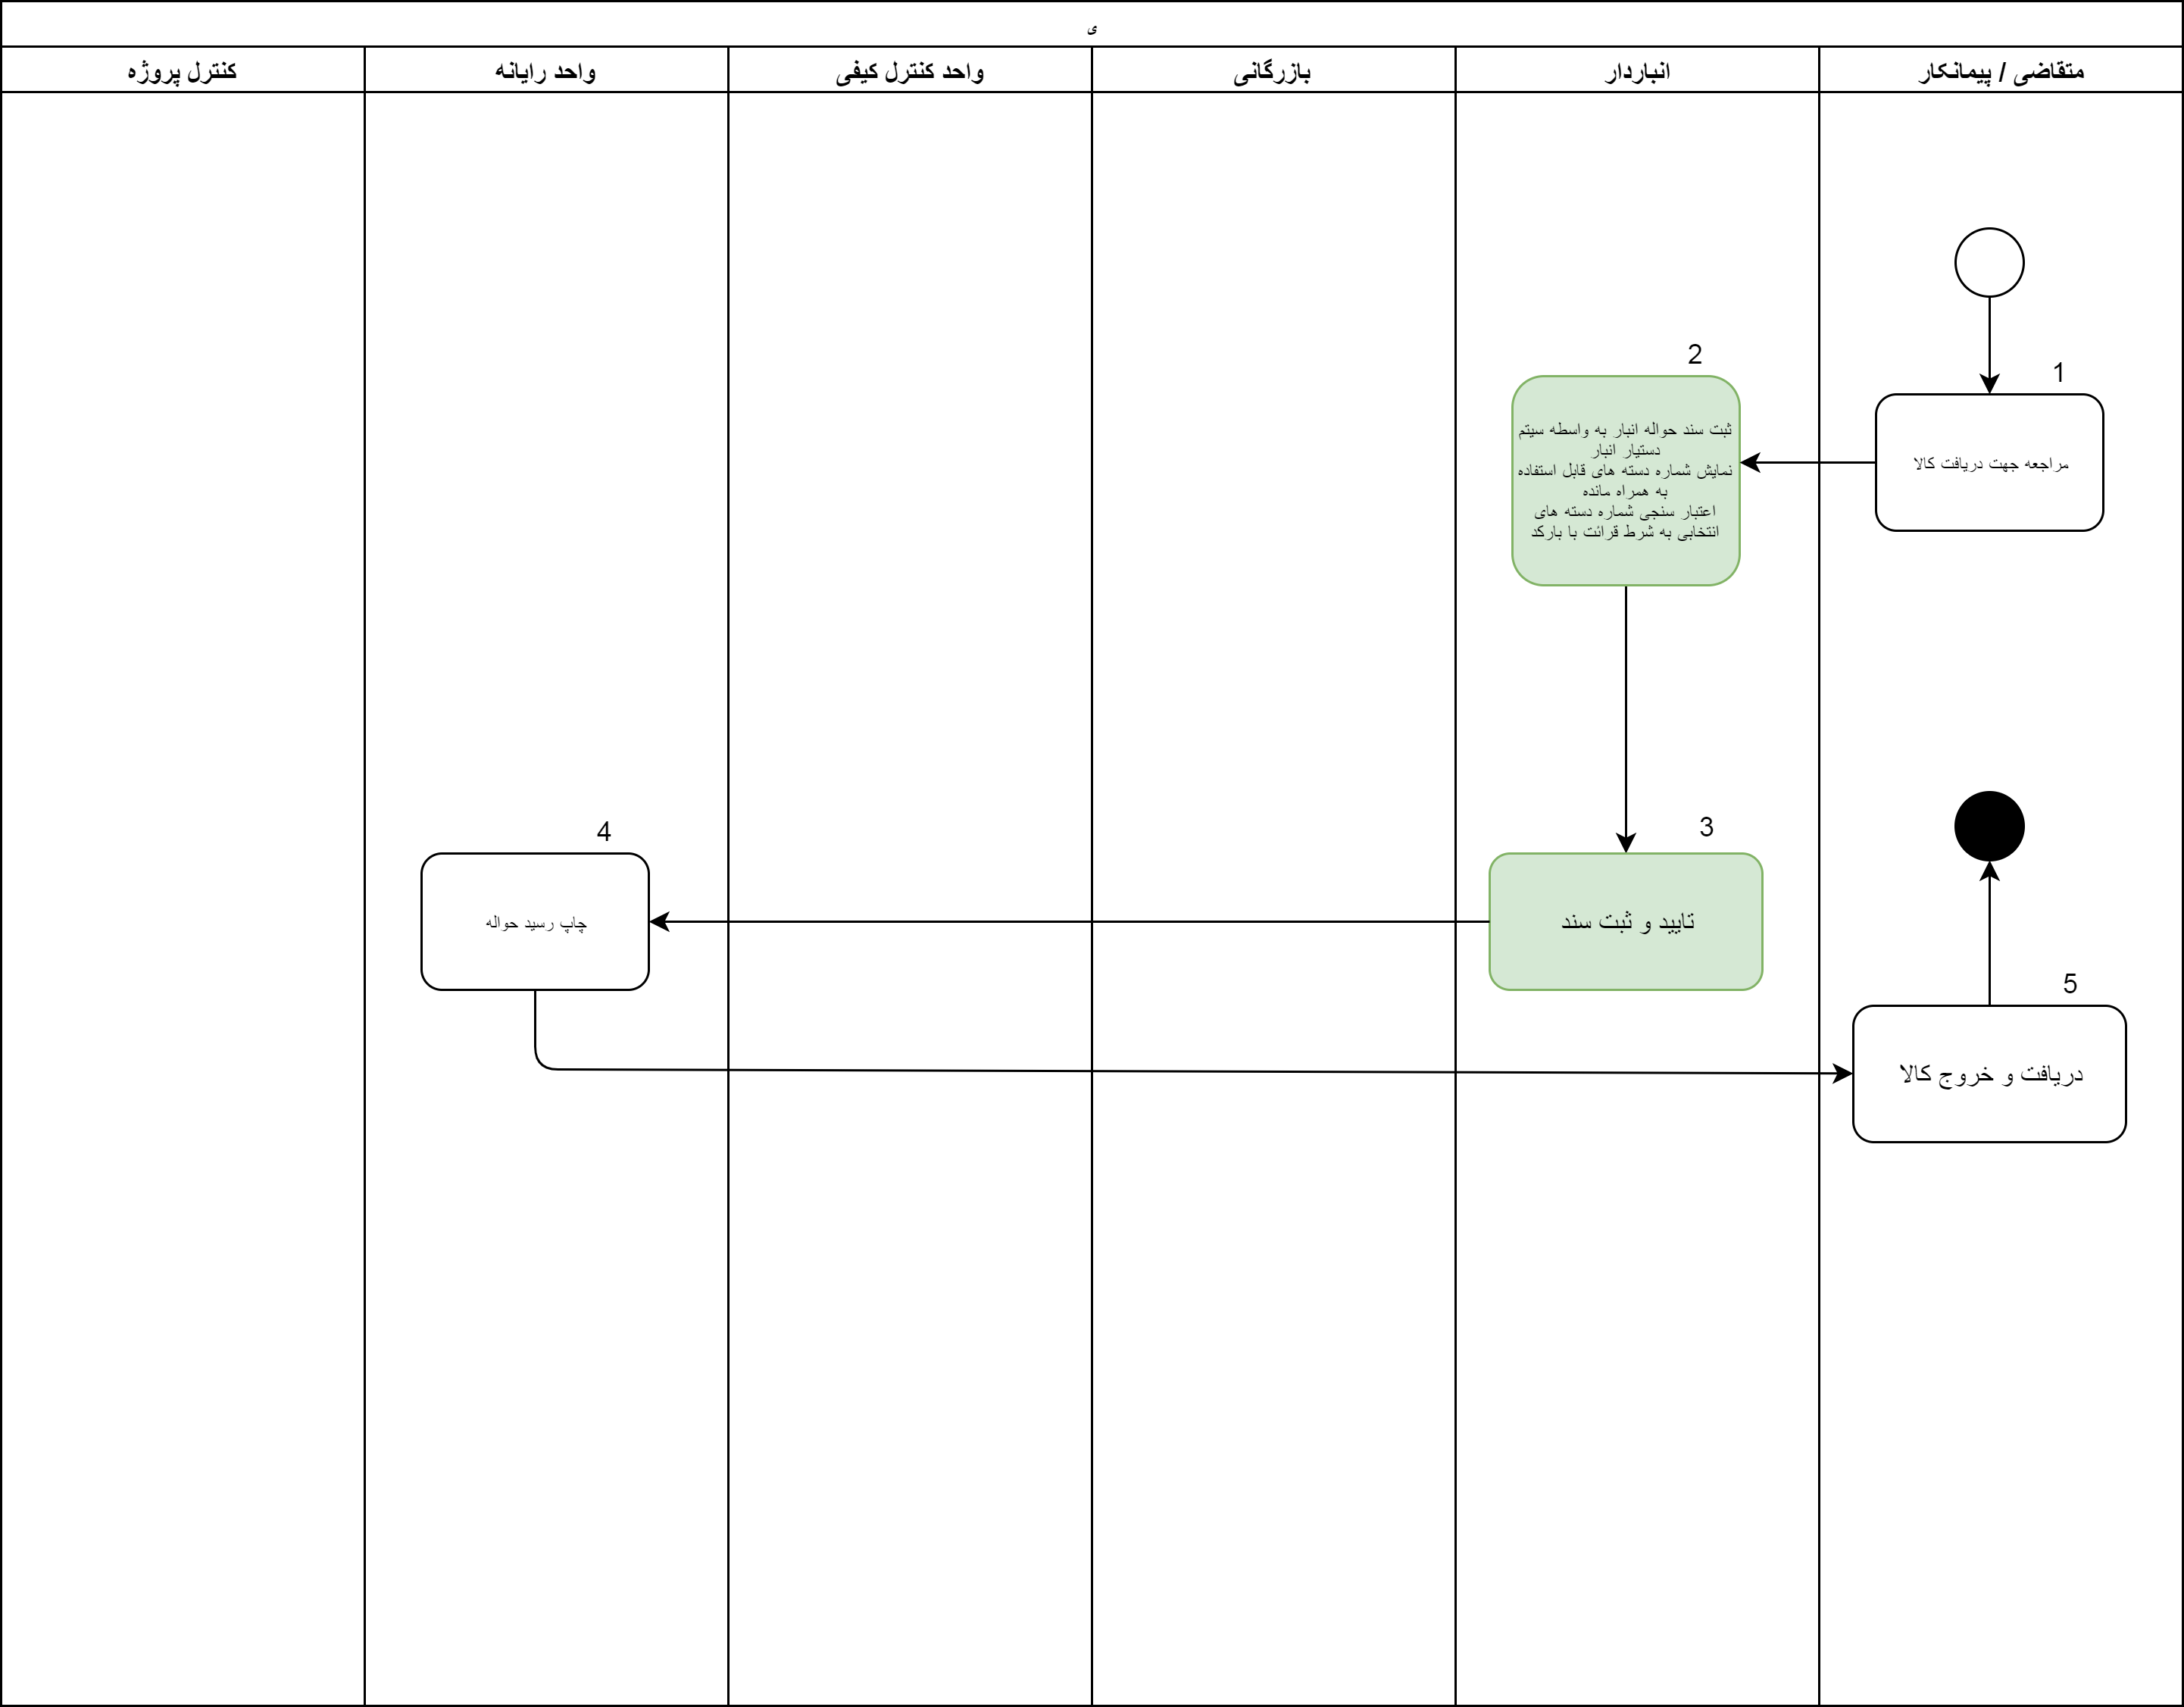 ی
متقاضی / پیمانکار
انباردار
بازرگانی
واحد کنترل کیفی
واحد رایانه
کنترل پروژه
1
مراجعه جهت دریافت کالا
2
ثبت سند حواله انبار به واسطه سیتم
دستیار انبار
نمایش شماره دسته های قابل استفاده
به همراه مانده
اعتبار سنجی شماره دسته های
انتخابی به شرط قرائت با بارکد
3
تایید و ثبت سند
4
چاپ رسید حواله
5
دریافت و خروج کالا